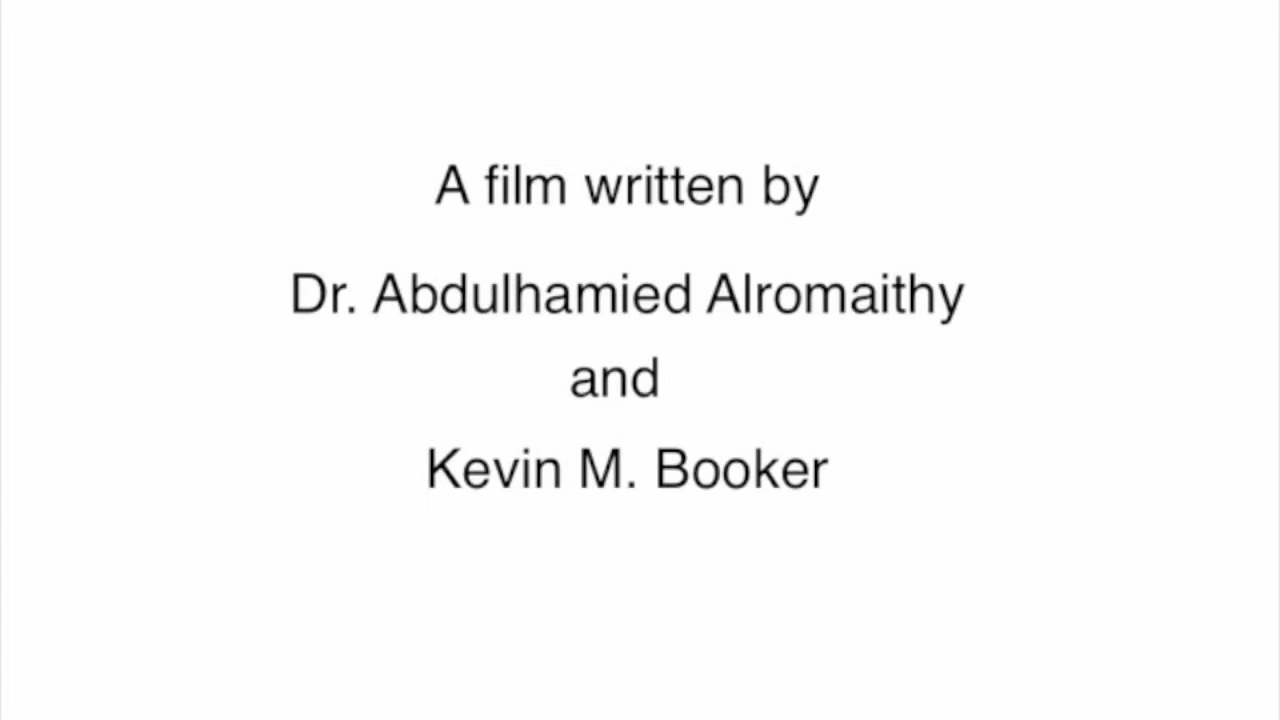 A film written by
Dr. Abdulhamied Alromaithy
and
Kevin M. Booker